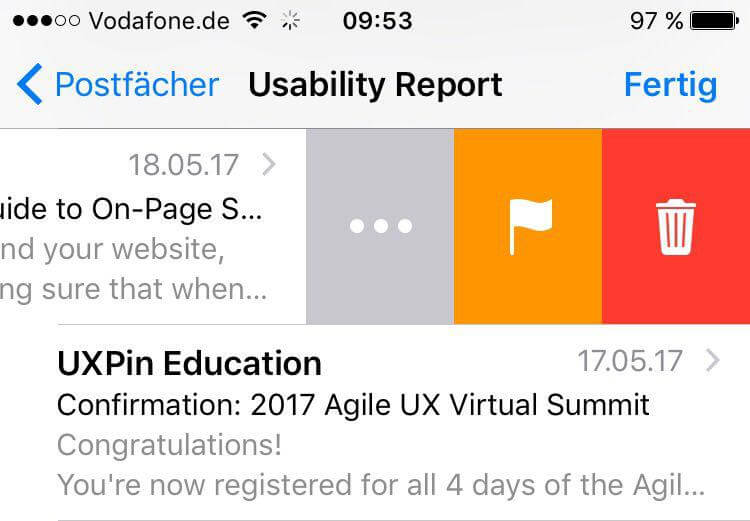 Vodafone.de 09:53 97 %
Postfächer Usability Report Fertig
18.05.17
uide to On-Page S...
nd your website,
ng sure that when...
UXPin Education 17.05.17
Confirmation: 2017 Agile UX Virtual Summit
Congratulations!
You're now registered for all 4 days of the Agil...